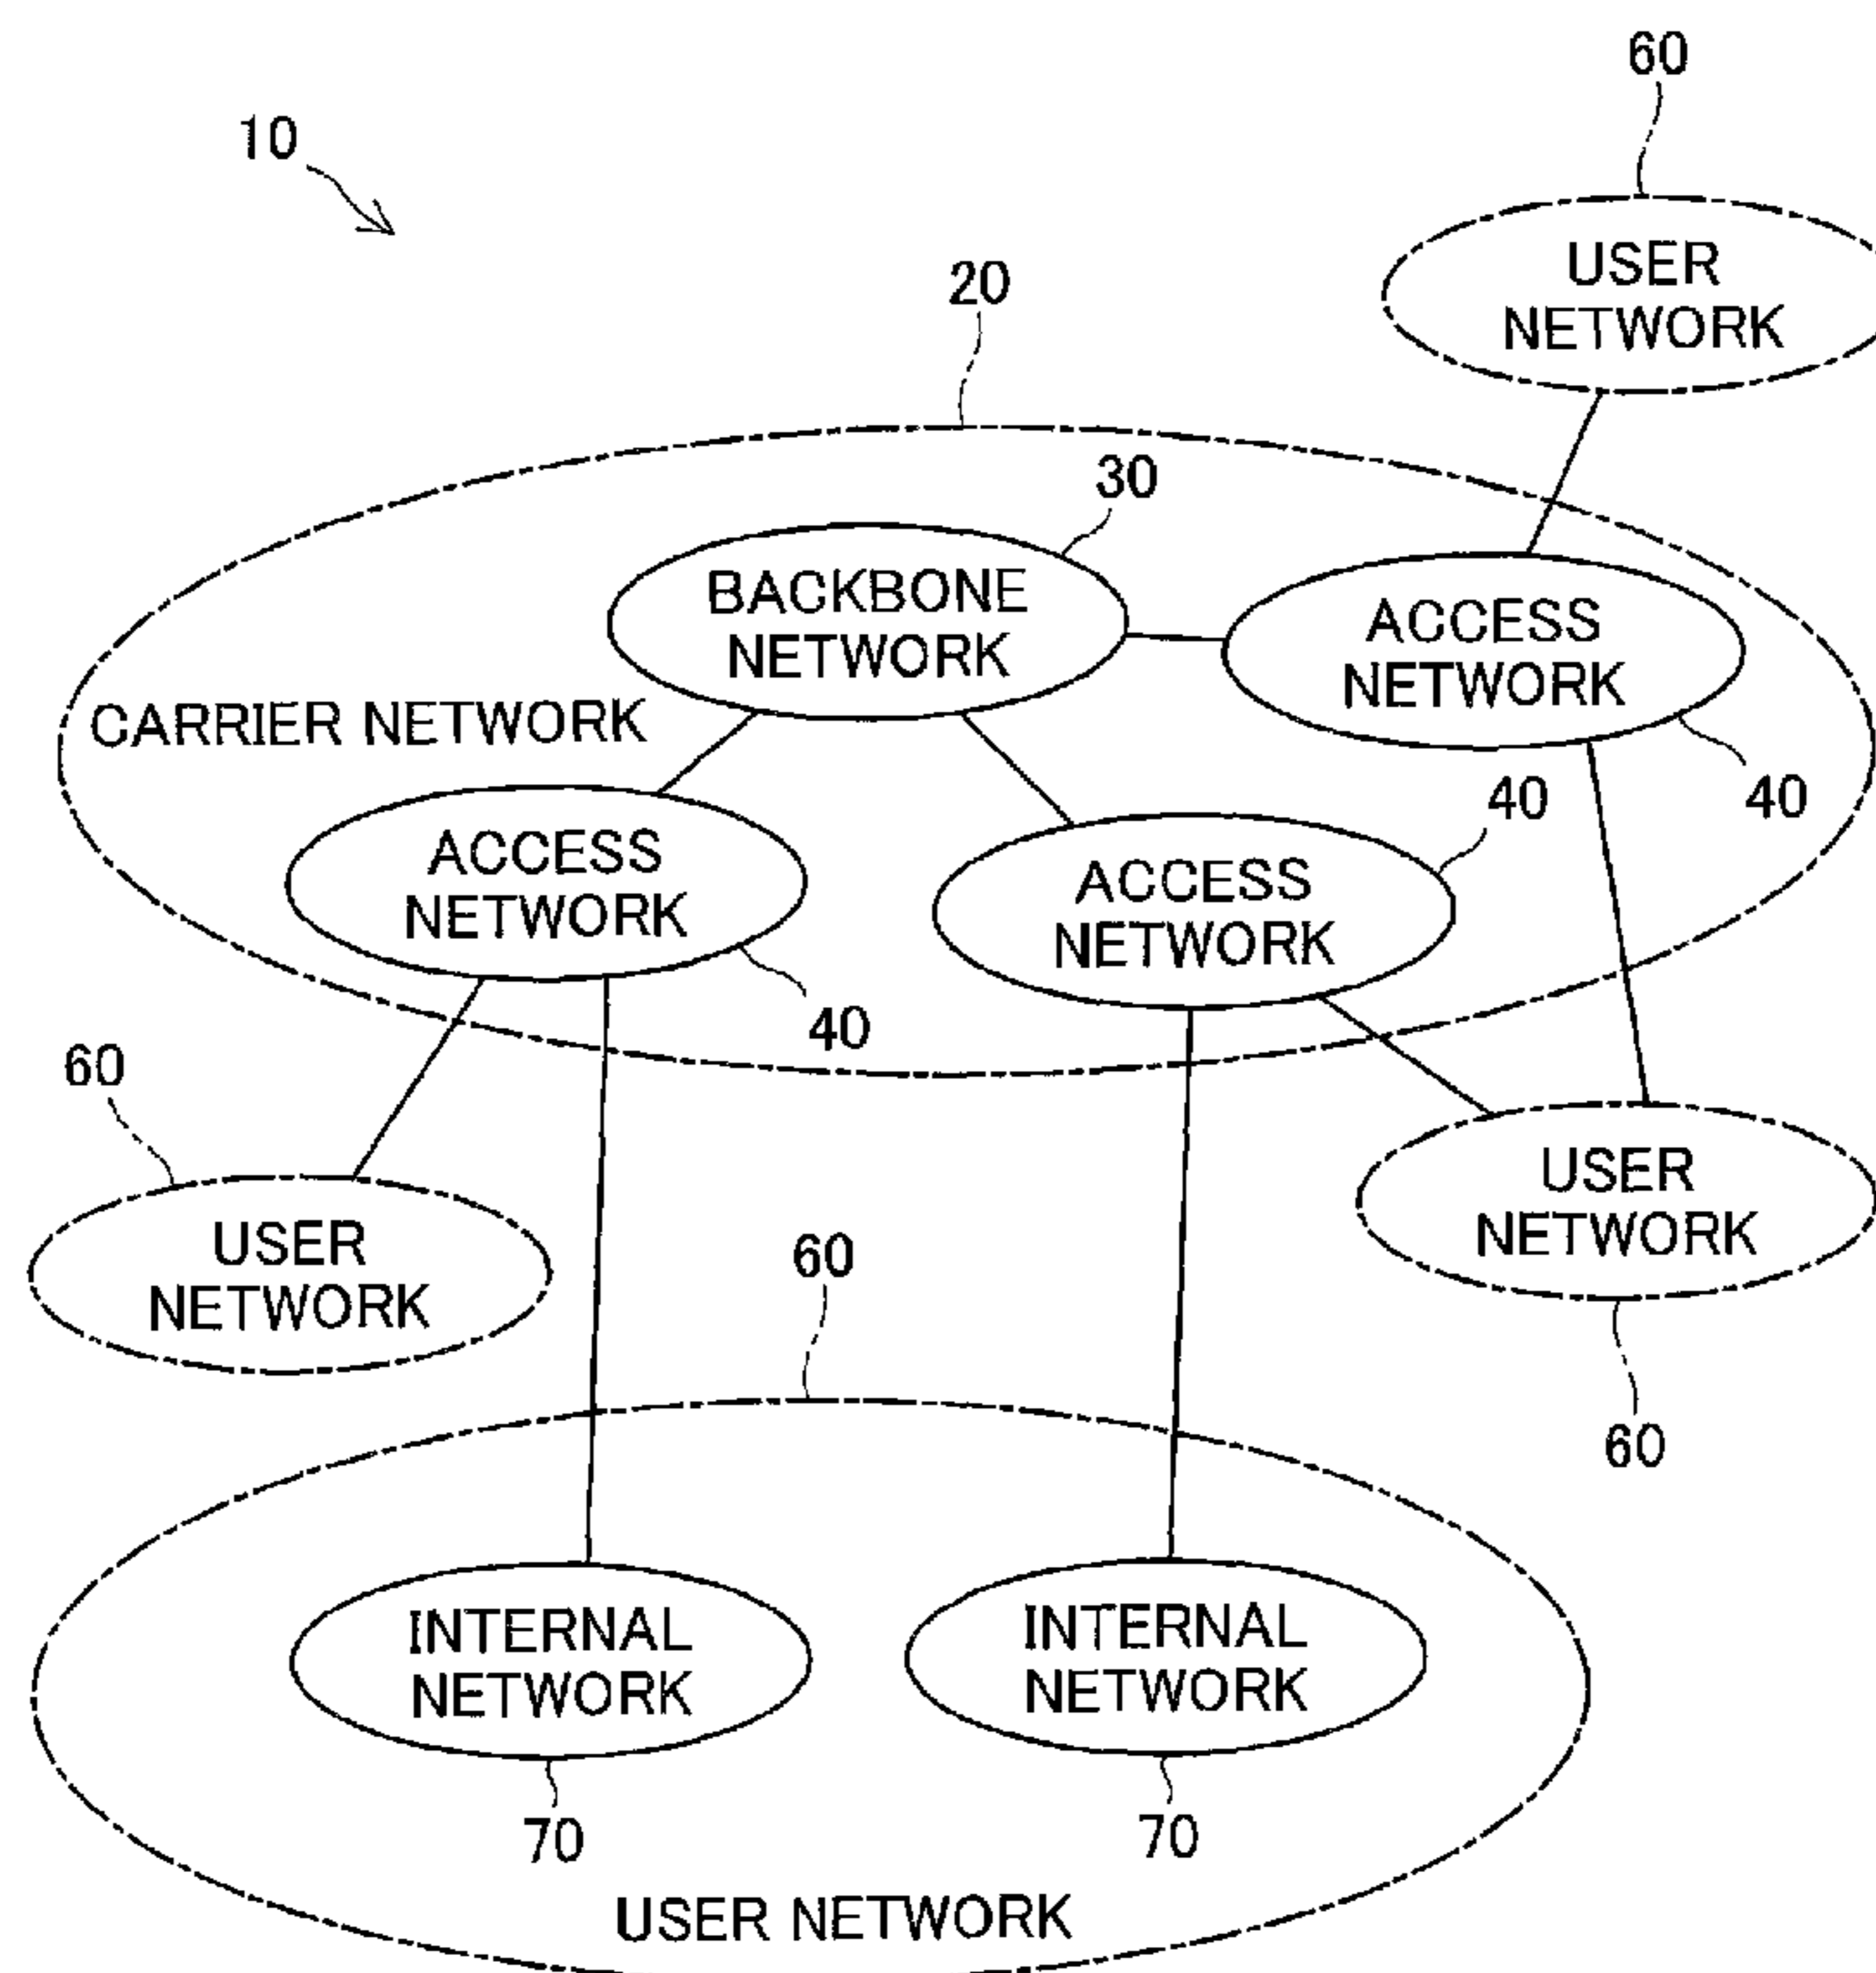 60
10
USER
NETWORK
20
30
BACKBONE
NETWORK
ACCESS
NETWORK
CARRIER NETWORK
40
40
ACCESS
NETWORK
ACCESS
NETWORK
40
60
USER
NETWORK
USER
NETWORK
60
60
INTERNAL
NETWORK
INTERNAL
NETWORK
70
70
USER NETWORK